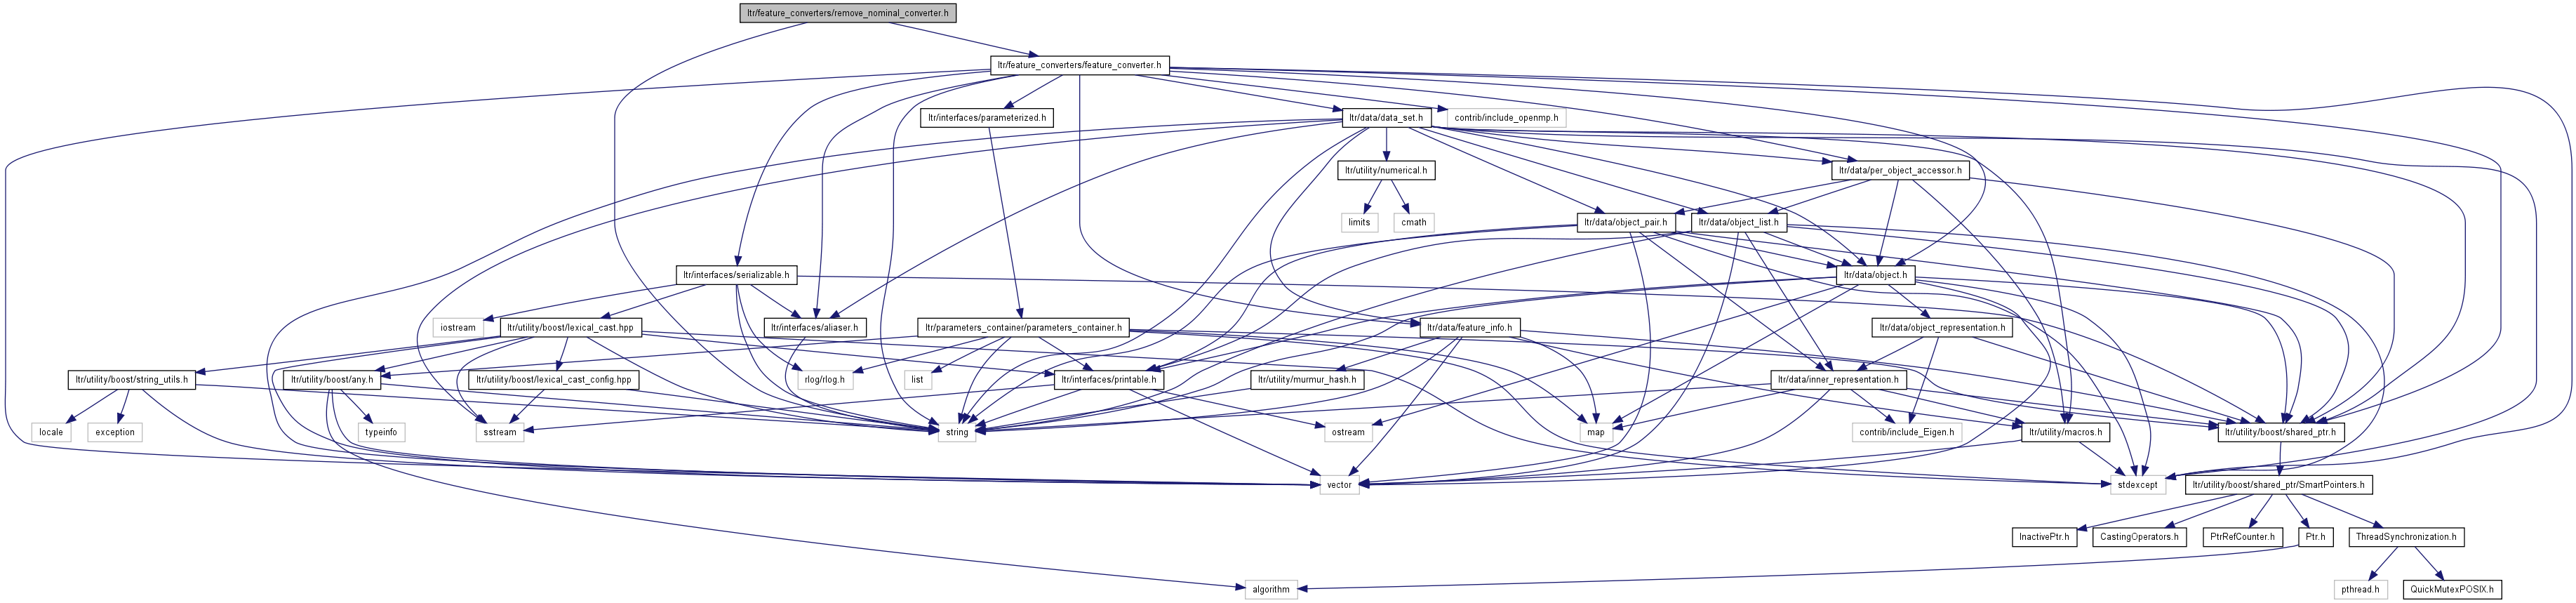 ltr/feature_converters/remove_nominal_converter.h
ltr/feature_converters/feature_converter.h
ltr/interfaces/parameterized.h
ltr/data/data_set.h
contrib/include_openmp.h
ltr/utility/numerical.h
ltr/data/per_object_accessor.h
limits
cmath
ltr/data/object_pair.h
ltr/data/object_list.h
ltr/interfaces/serializable.h
ltr/data/object.h
iostream
ltr/utility/boost/lexical_cast.hpp
ltr/interfaces/aliaser.h
ltr/parameters_container/parameters_container.h
ltr/data/feature_info.h
ltr/data/object_representation.h
ltr/utility/boost/string_utils.h
ltr/utility/boost/any.h
ltr/utility/boost/lexical_cast_config.hpp
rlog/rlog.h
list
ltr/interfaces/printable.h
ltr/utility/murmur_hash.h
ltr/data/inner_representation.h
locale
exception
typeinfo
sstream
string
ostream
map
contrib/include_Eigen.h
ltr/utility/macros.h
ltr/utility/boost/shared_ptr.h
vector
stdexcept
ltr/utility/boost/shared_ptr/SmartPointers.h
InactivePtr.h
CastingOperators.h
PtrRefCounter.h
Ptr.h
ThreadSynchronization.h
algorithm
pthread.h
QuickMutexPOSIX.h